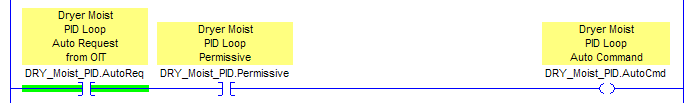 Dryer Moist
PID Loop
Auto Request
from OIT
DRY_Moist_PID.AutoReq
Dryer Moist
PID Loop
Permissive
DRY_Moist_PID.Permissive
Dryer Moist
PID Loop
Auto Command
DRY_Moist_PID.AutoCmd